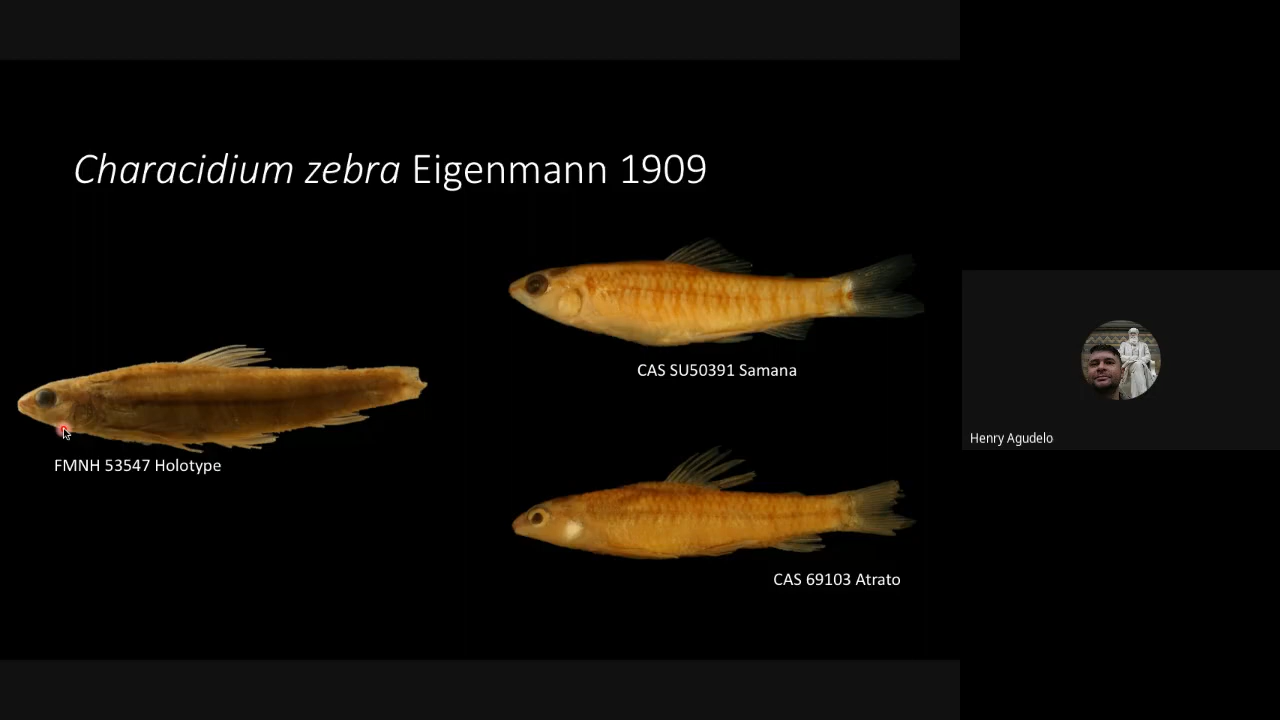 Characidium zebra Eigenmann 1909
CAS SU50391 Samana
FMNH 53547 Holotype
CAS 69103 Atrato
Henry Agudelo